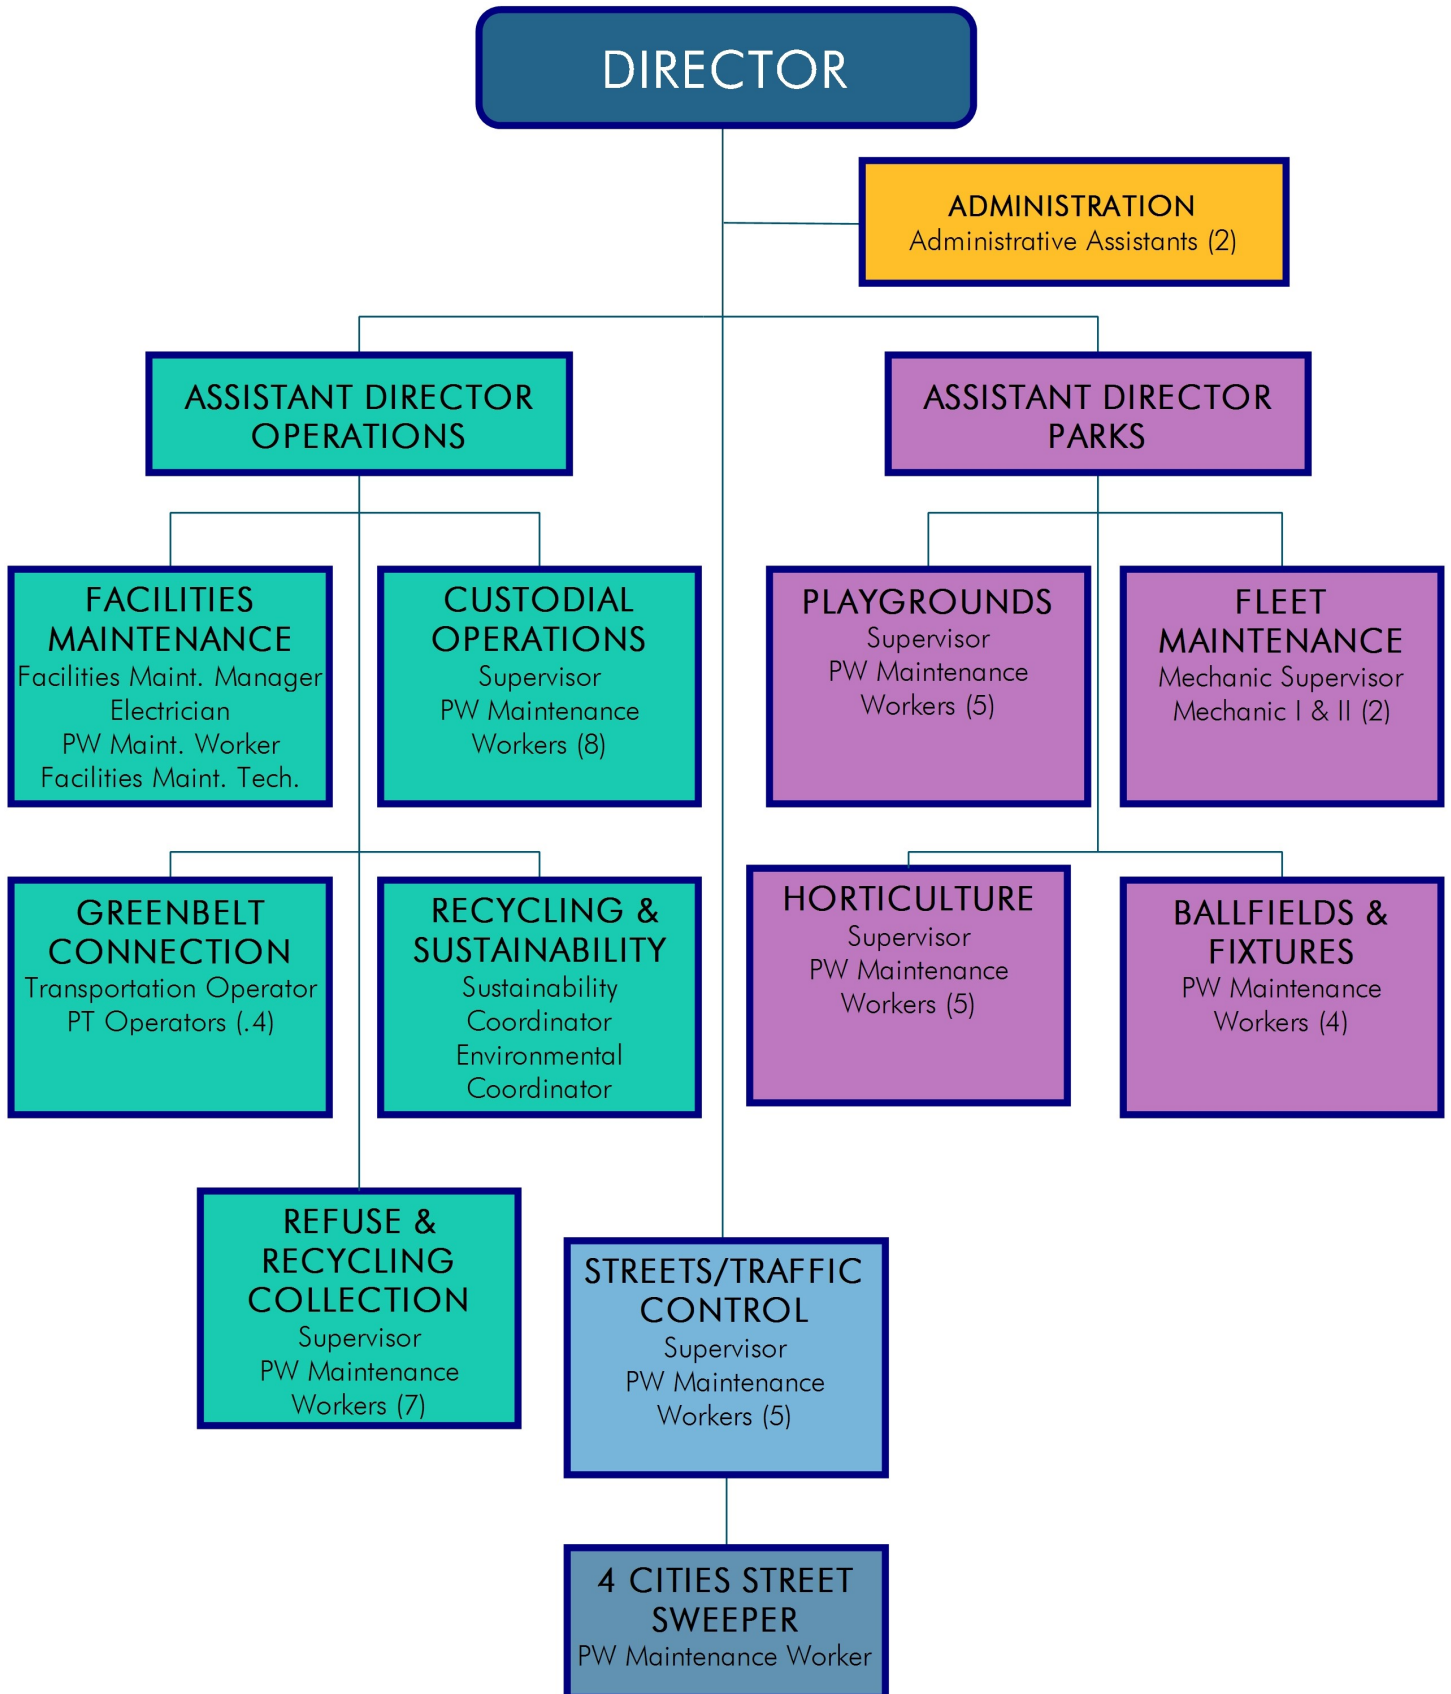 DIRECTOR
ADMINISTRATION
Administrative Assistants (2)
ASSISTANT DIRECTOR
OPERATIONS
ASSISTANT DIRECTOR
PARKS
FACILITIES
MAINTENANCE
Facilities Maint. Manager
Electrician
PW Maint. Worker
Facilities Maint. Tech.
CUSTODIAL
OPERATIONS
Supervisor
PW Maintenance
Workers (8)
PLAYGROUNDS
Supervisor
PW Maintenance
Workers (5)
FLEET
MAINTENANCE
Mechanic Supervisor
Mechanic I & II (2)
GREENBELT
CONNECTION
Transportation Operator
PT Operators (.4)
RECYCLING &
SUSTAINABILITY
Sustainability
Coordinator
Environmental
Coordinator
HORTICULTURE
Supervisor
PW Maintenance
Workers (5)
BALLFIELDS &
FIXTURES
PW Maintenance
Workers (4)
REFUSE &
RECYCLING
COLLECTION
Supervisor
PW Maintenance
Workers (7)
STREETS/TRAFFIC
CONTROL
Supervisor
PW Maintenance
Workers (5)
4 CITIES STREET
SWEEPER
PW Maintenance Worker